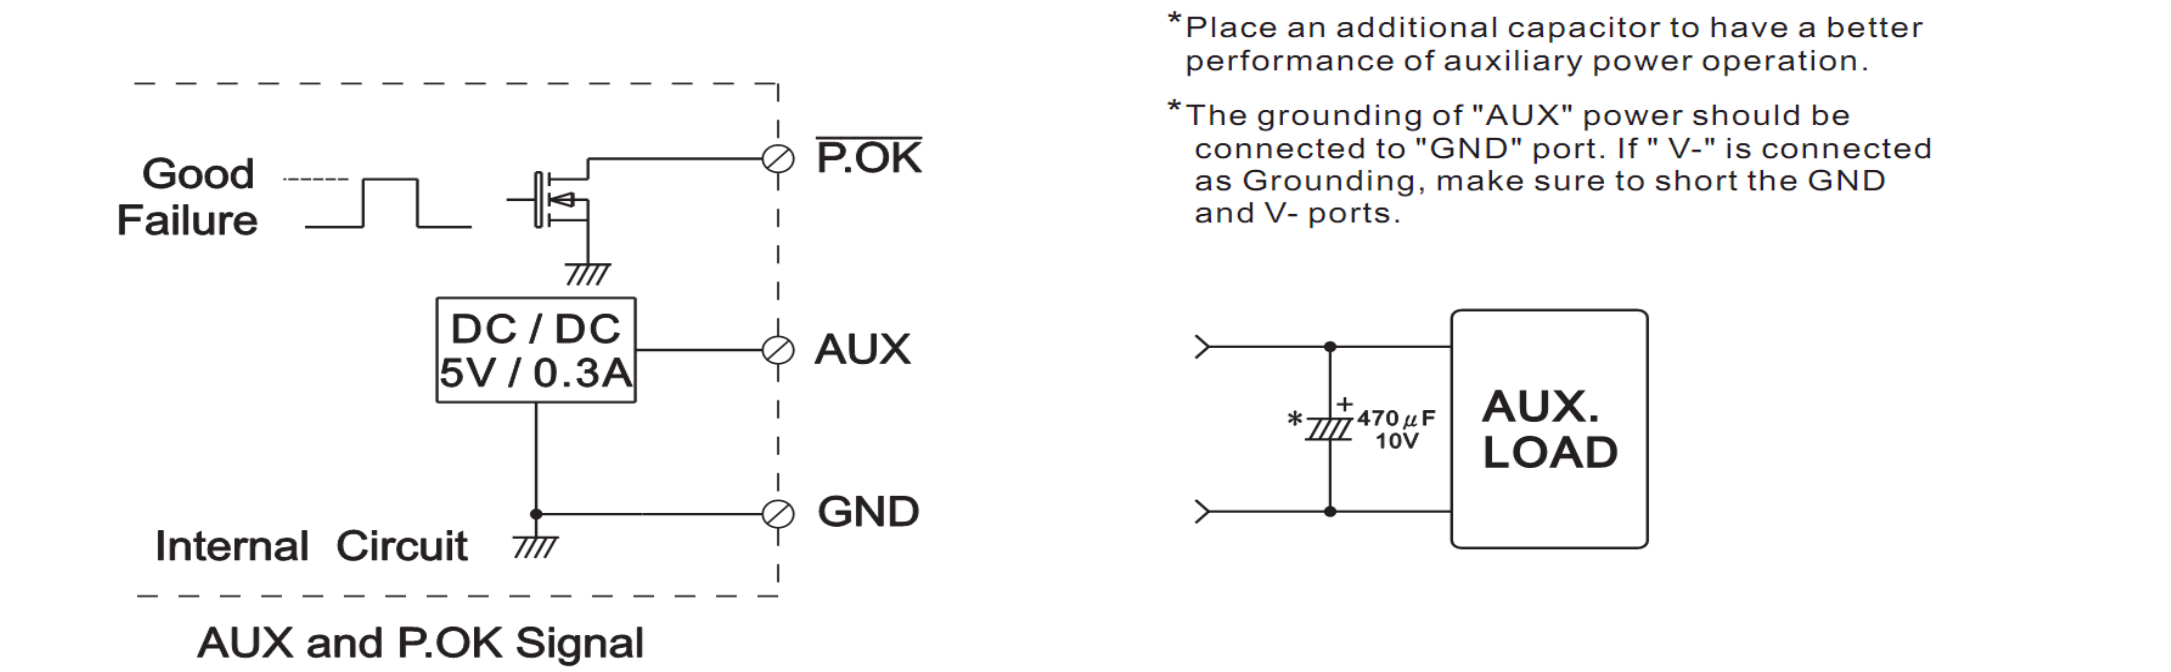 Good
Failure
P.OK
DC / DC
5V / 0.3A
AUX
GND
Internal Circuit
AUX and P.OK Signal
*Place an additional capacitor to have a better
performance of auxiliary power operation.
*The grounding of "AUX" power should be
connected to "GND" port. If " V-" is connected
as Grounding, make sure to short the GND
and V- ports.
* + 470 μF
10V
AUX.
LOAD